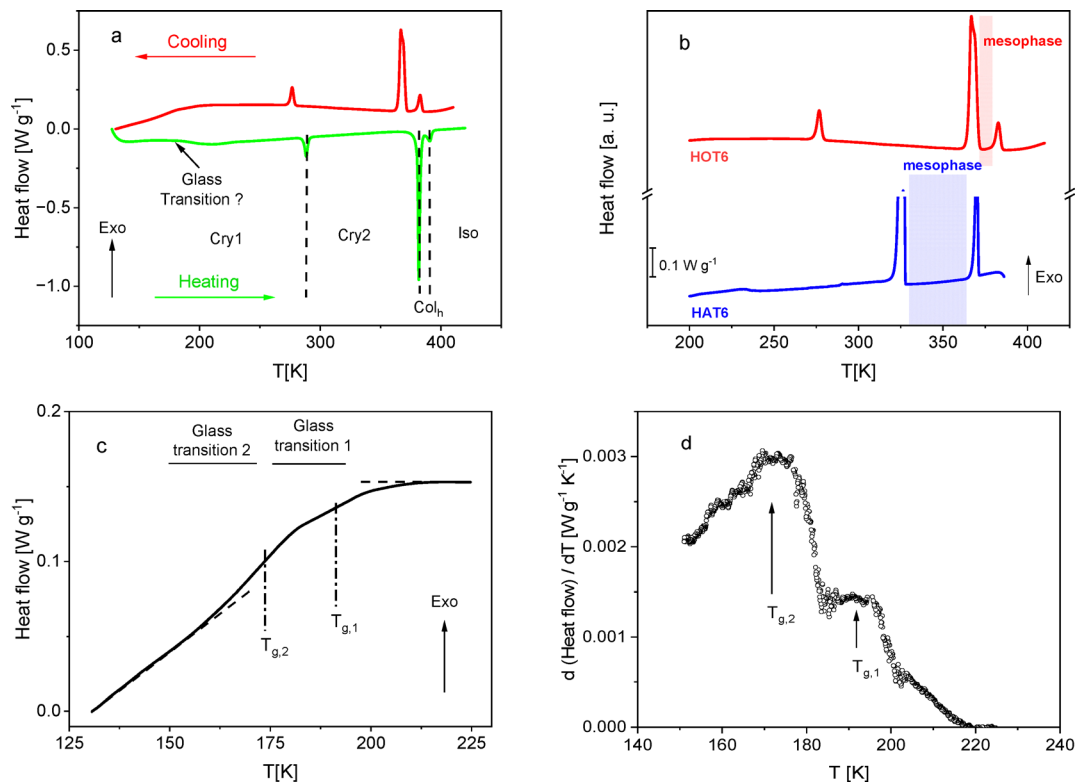 a
Cooling
0.5
0.0
−0.5
−1.0
Heat flow [W g⁻¹]
Glass
Transition ?
Exo
Cry1
Cry2
Iso
Heating
Colₕ
100
200
300
400
T[K]
b
mesophase
HOT6
mesophase
Heat flow [a. u.]
0.1 W g⁻¹
Exo
HAT6
200
250
300
350
400
T[K]
c
Glass
transition 2
Glass
transition 1
0.2
0.1
0.0
Heat flow [W g⁻¹]
Exo
T_g,2
T_g,1
125
150
175
200
225
T[K]
d
0.003
0.002
0.001
0.000
d (Heat flow) / dT [W g⁻¹ K⁻¹]
T_g,2
T_g,1
140
160
180
200
220
240
T [K]